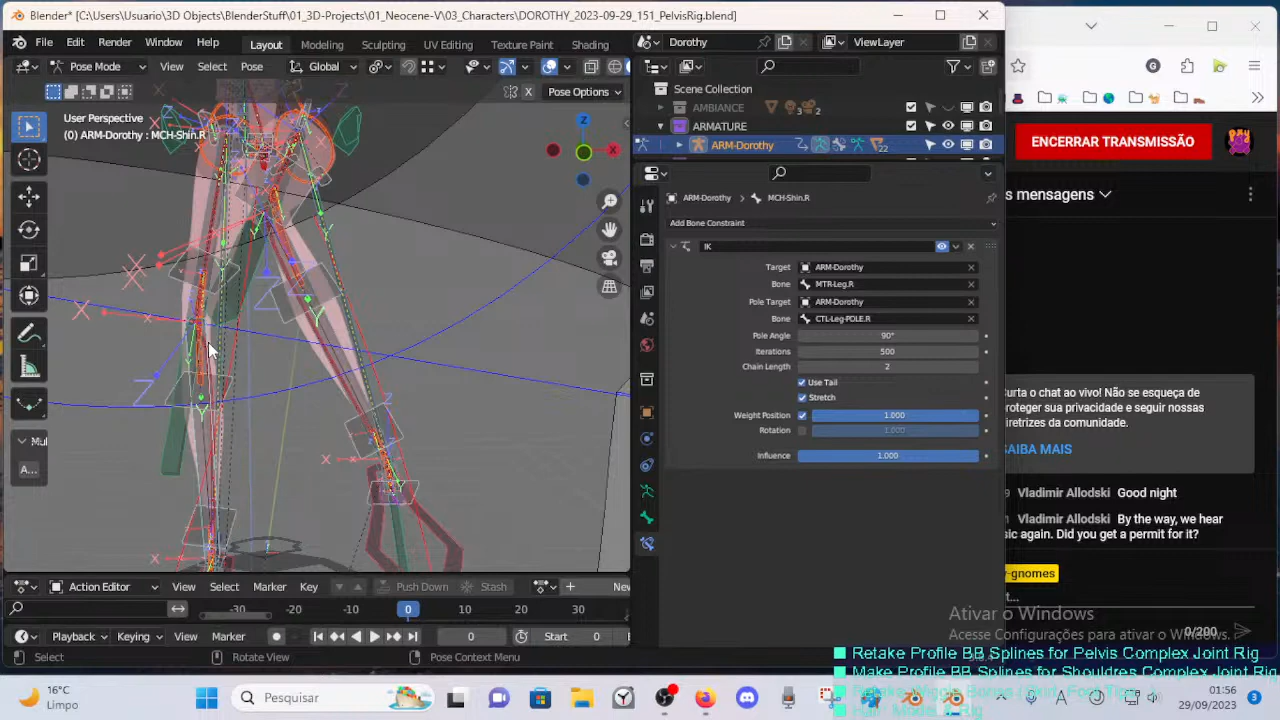 Blender* [C:\Users\Usuario\3D Objects\BlenderStuff\01_3D-Projects\01_Neocene-V\03_Characters\DOROTHY_2023-09-29_151_PelvisRig.blend]
File Edit Render Window Help Layout Modeling Sculpting UV Editing Texture Paint Shading
Dorothy ViewLayer
Pose Mode View Select Pose Global
X Pose Options
User Perspective
(0) ARM-Dorothy : MCH-Shin.R
Z
X
Scene Collection
AMBIANCE 3 2
ARMATURE
ARM-Dorothy 22
ARM-Dorothy MCH-Shin.R
Add Bone Constraint
IK
Target ARM-Dorothy
Bone MTR-Leg.R
Pole Target ARM-Dorothy
Bone CTL-Leg-POLE.R
Pole Angle 90°
Iterations 500
Chain Length 2
Use Tail
Stretch
Weight Position 1.000
Rotation 1.000
Influence 1.000
Mul
A...
X
X
Z
Y
Z
Y
Y
X
X
Action Editor View Select Marker Key Push Down Stash New
-30 -20 -10 0 10 20 30
Playback Keying View Marker 0 Start 0
Select Rotate View Pose Context Menu
ENCERRAR TRANSMISSÃO
s mensagens
urta o chat ao vivo! Não se esqueça de
roteger sua privacidade e seguir nossas
iretrizes da comunidade.
AIBA MAIS
Vladimir Allodski Good night
Vladimir Allodski By the way, we hear
sic again. Did you get a permit for it?
-gnomes
t...
0/200
Ativar o Windows
Acesse Configurações para ativar o Windows.
Retake Profile BB Splines for Pelvis Complex Joint Rig
Make Profile BB Splines for Shouldres Complex Joint Rig
16°C
Limpo
Pesquisar
01:56
29/09/2023
3